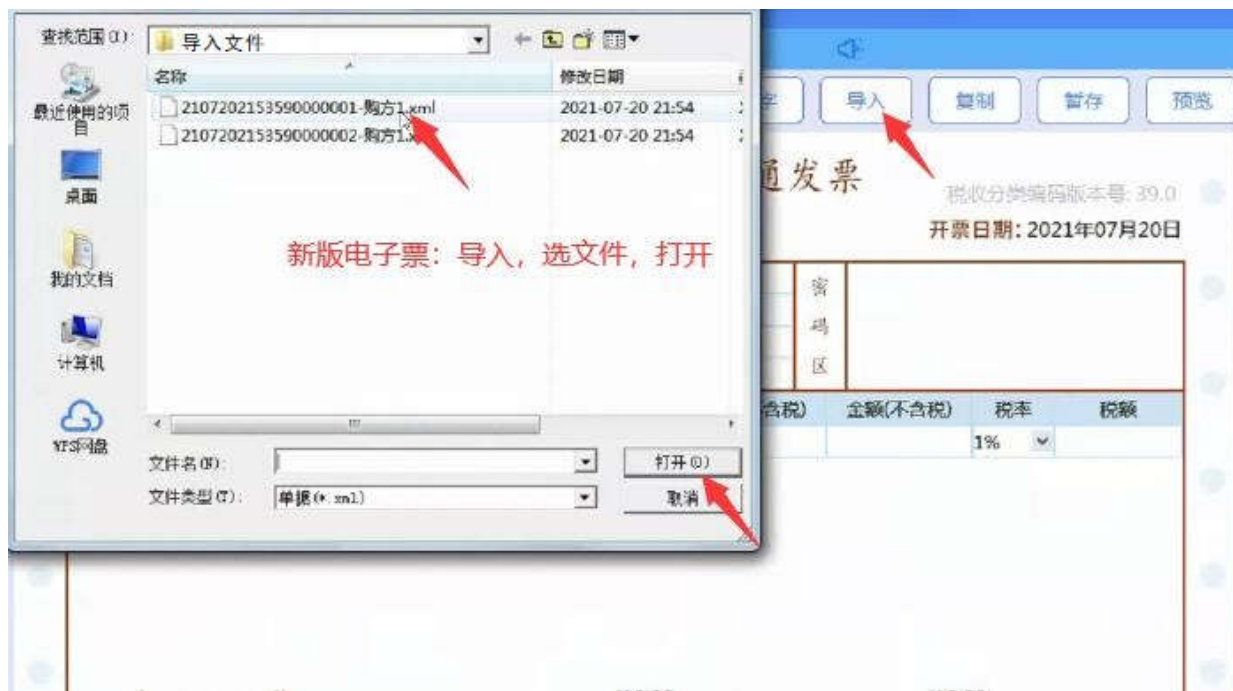 查找范围(I):
导入文件
名称
修改日期
最近使用的项目
2107202153590000001-购方1.xml
2021-07-20 21:54
2107202153590000002-购方1.x
2021-07-20 21:54
桌面
我的文档
计算机
WPS网盘
新版电子票：导入，选文件，打开
文件名(N):
打开(O)
文件类型(T):
单据(*.xml)
取消
导入
复制
暂存
预览
通发票
税收分类编码版本号: 39.0
开票日期: 2021年07月20日
密码区
含税)
金额(不含税)
税率
税额
1%